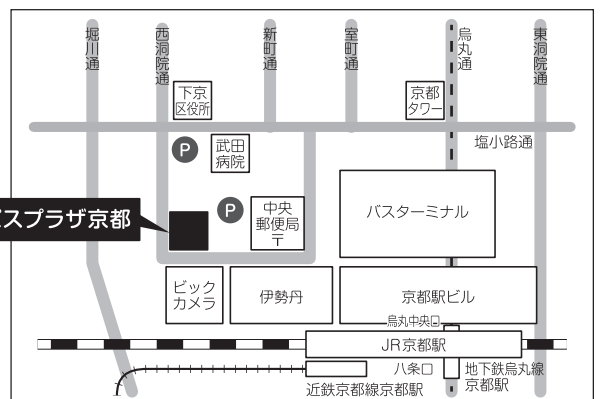 堀川通
西洞院通
新町通
室町通
烏丸通
東洞院通
下京
区役所
京都
タワー
塩小路通
P
武田
病院
P
中央
郵便局
〒
バスターミナル
スプラザ京都
ビック
カメラ
伊勢丹
京都駅ビル
烏丸中央口
JR京都駅
八条口
地下鉄烏丸線
京都駅
近鉄京都線京都駅